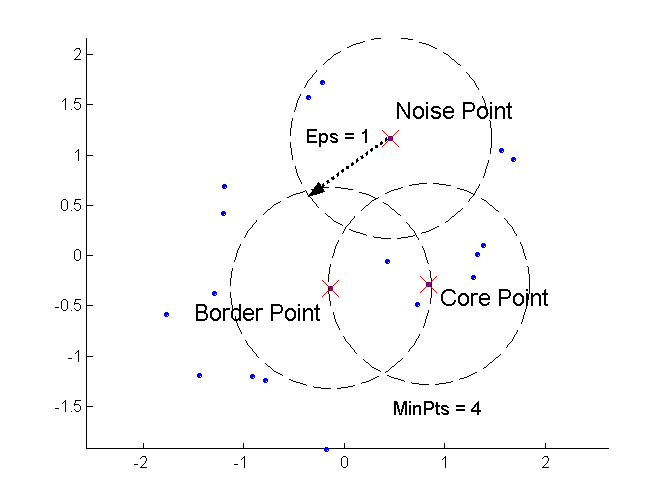 2
1.5
Noise Point
Eps = 1
1
0.5
0
-0.5
Border Point
Core Point
-1
-1.5
MinPts = 4
-2
-1
0
1
2